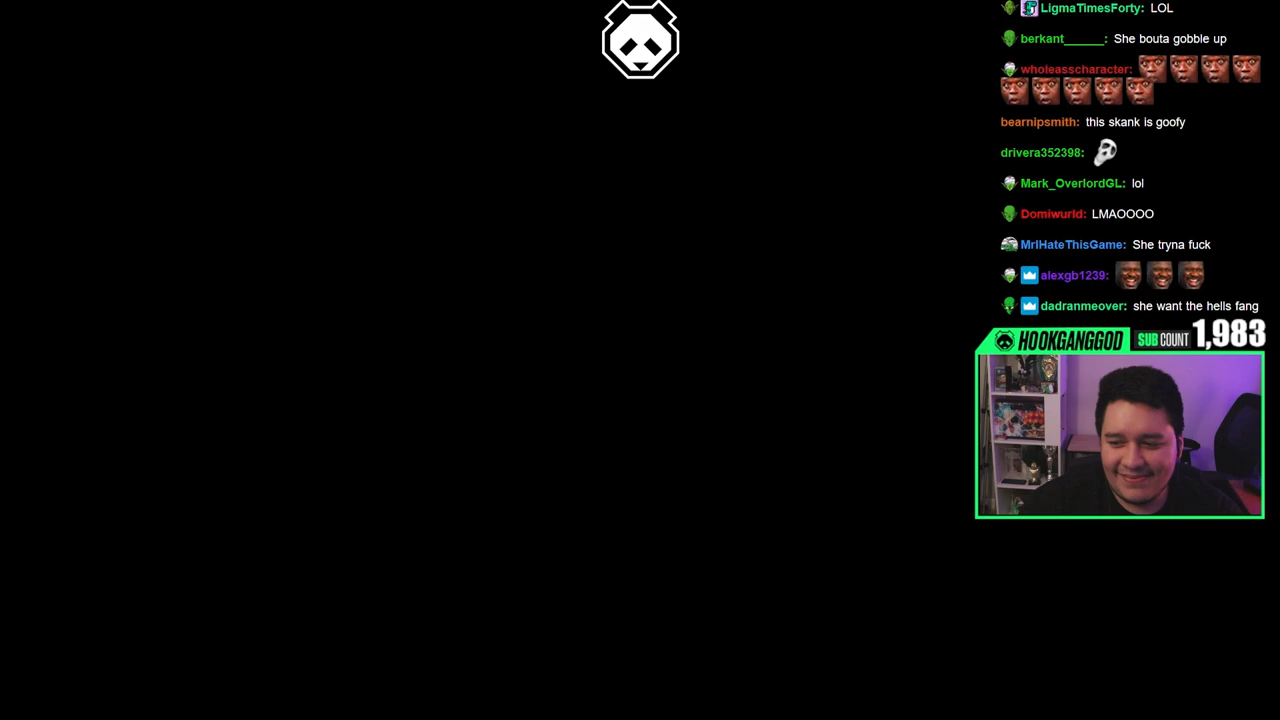 LigmaTimesForty: LOL
berkant______: She bouta gobble up
wholeasscharacter:
bearnipsmith: this skank is goofy
drivera352398:
Mark_OverlordGL: lol
Domiwurld: LMAOOOO
MrIHateThisGame: She tryna fuck
alexgb1239:
dadranmeover: she want the hells fang
HOOKGANGGOD SUB COUNT 1,983